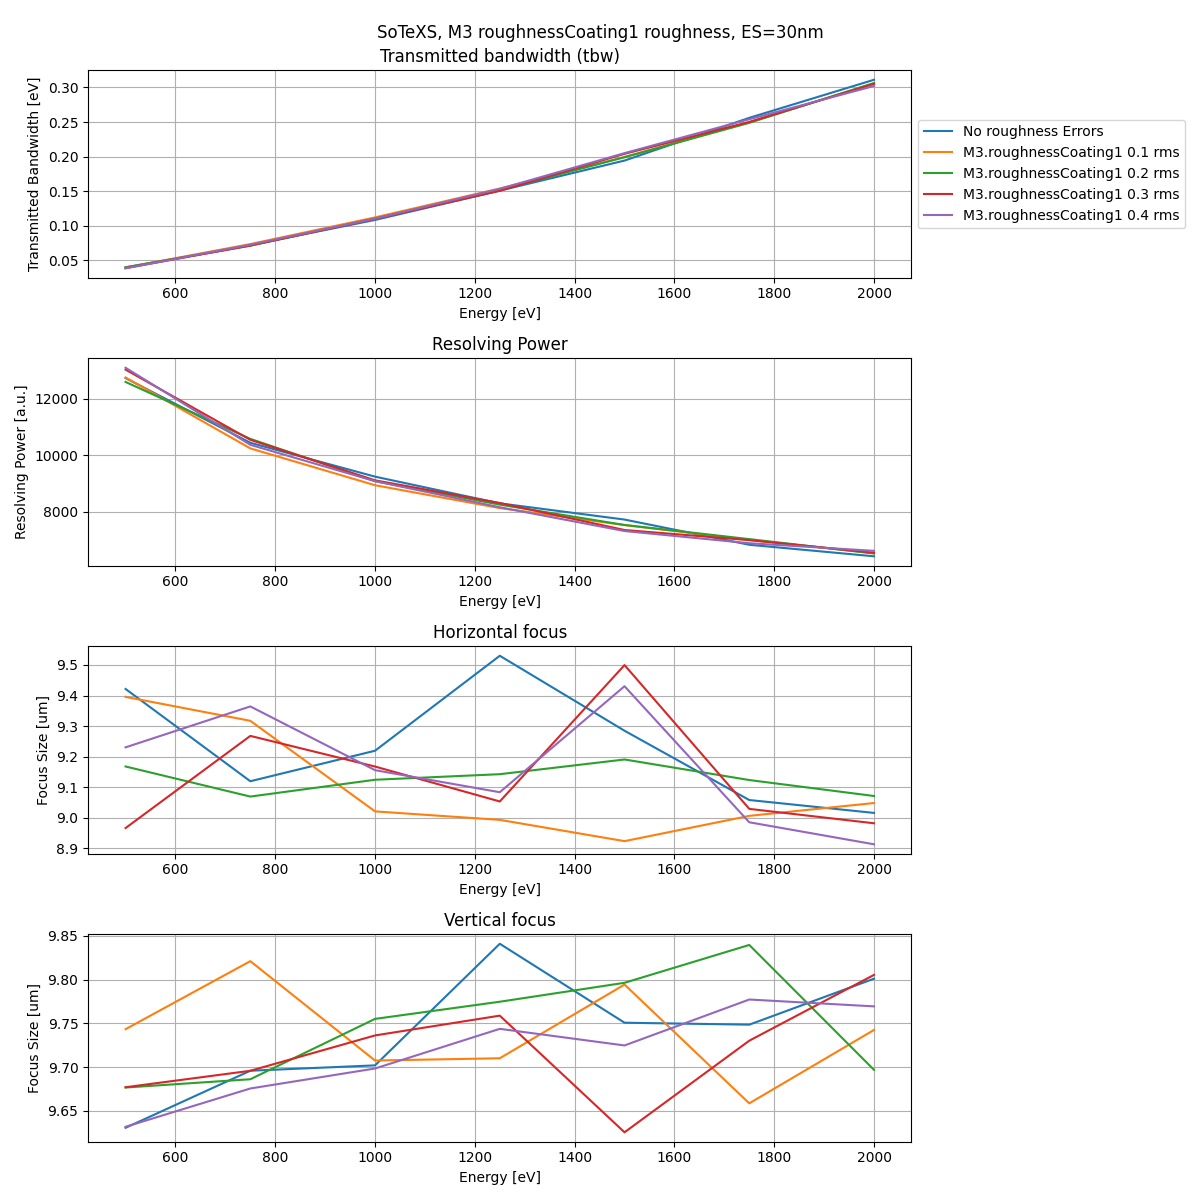 SoTeXS, M3 roughnessCoating1 roughness, ES=30nm
Transmitted bandwidth (tbw)
Transmitted Bandwidth [eV]
0.30
0.25
0.20
0.15
0.10
0.05
600 800 1000 1200 1400 1600 1800 2000
Energy [eV]
No roughness Errors
M3.roughnessCoating1 0.1 rms
M3.roughnessCoating1 0.2 rms
M3.roughnessCoating1 0.3 rms
M3.roughnessCoating1 0.4 rms
Resolving Power
Resolving Power [a.u.]
12000
10000
8000
600 800 1000 1200 1400 1600 1800 2000
Energy [eV]
Horizontal focus
Focus Size [um]
9.5
9.4
9.3
9.2
9.1
9.0
8.9
600 800 1000 1200 1400 1600 1800 2000
Energy [eV]
Vertical focus
Focus Size [um]
9.85
9.80
9.75
9.70
9.65
600 800 1000 1200 1400 1600 1800 2000
Energy [eV]